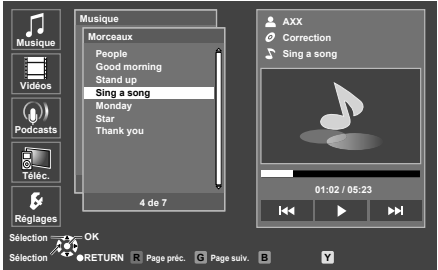 Musique
Vidéos
Podcasts
Téléc.
Réglages
Musique
Morceaux
People
Good morning
Stand up
Sing a song
Monday
Star
Thank you
4 de 7
AXX
Correction
Sing a song
01:02 / 05:23
Sélection OK
Sélection RETURN R Page préc. G Page suiv. B Y